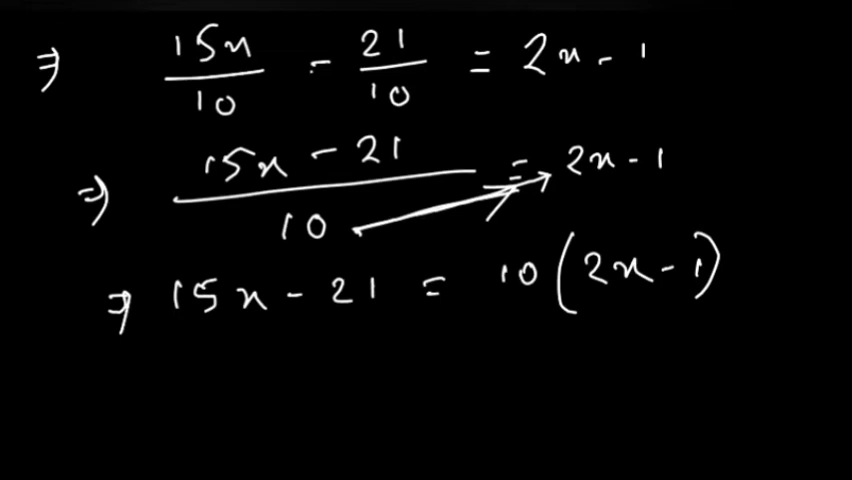 ⇒ 15x/10 - 21/10 = 2x - 1
⇒ (15x - 21)/10 = 2x - 1
⇒ 15x - 21 = 10(2x - 1)